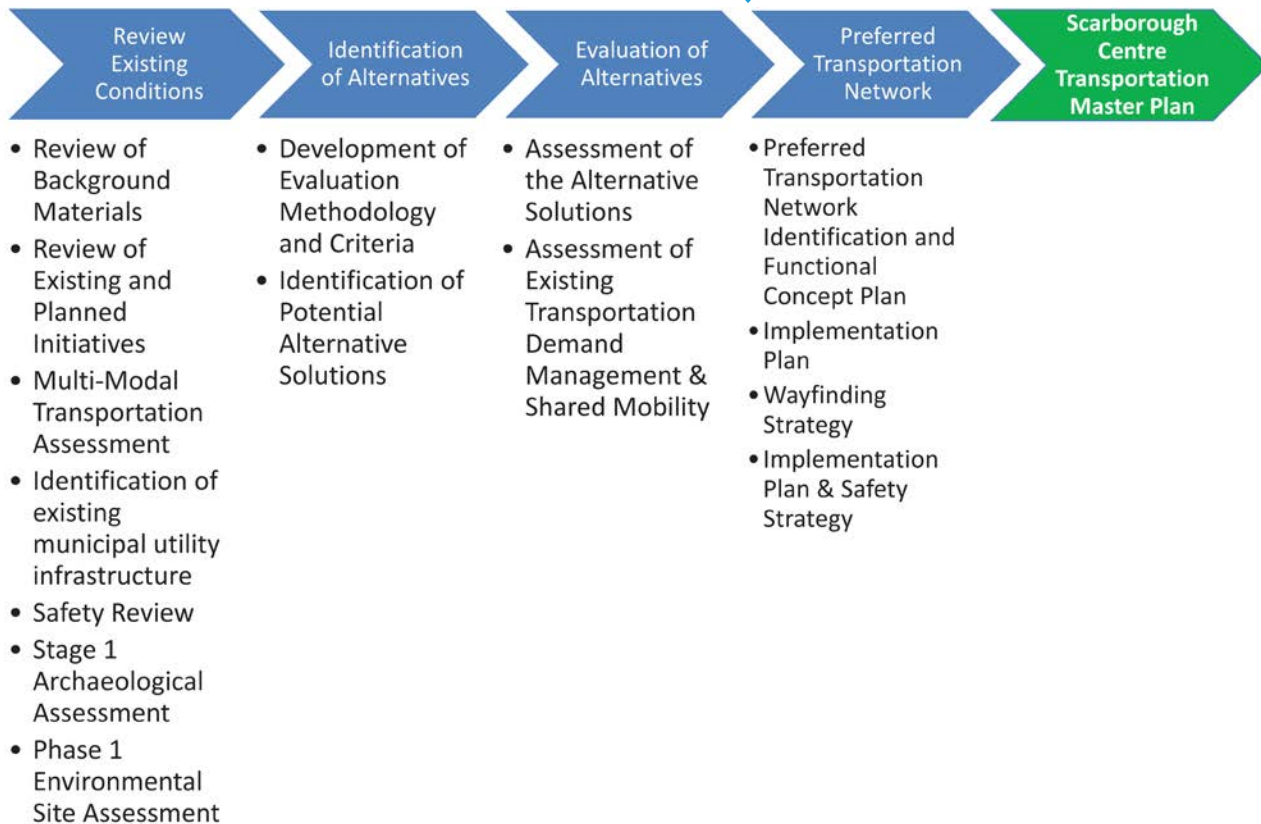 Review
Existing
Conditions
Identification
of Alternatives
Evaluation of
Alternatives
Preferred
Transportation
Network
Scarborough
Centre
Transportation
Master Plan
• Review of
Background
Materials
• Review of
Existing and
Planned
Initiatives
• Multi-Modal
Transportation
Assessment
• Identification of
existing
municipal utility
infrastructure
• Safety Review
• Stage 1
Archaeological
Assessment
• Phase 1
Environmental
Site Assessment
• Development of
Evaluation
Methodology
and Criteria
• Identification of
Potential
Alternative
Solutions
• Assessment of
the Alternative
Solutions
• Assessment of
Existing
Transportation
Demand
Management &
Shared Mobility
• Preferred
Transportation
Network
Identification and
Functional
Concept Plan
• Implementation
Plan
• Wayfinding
Strategy
• Implementation
Plan & Safety
Strategy